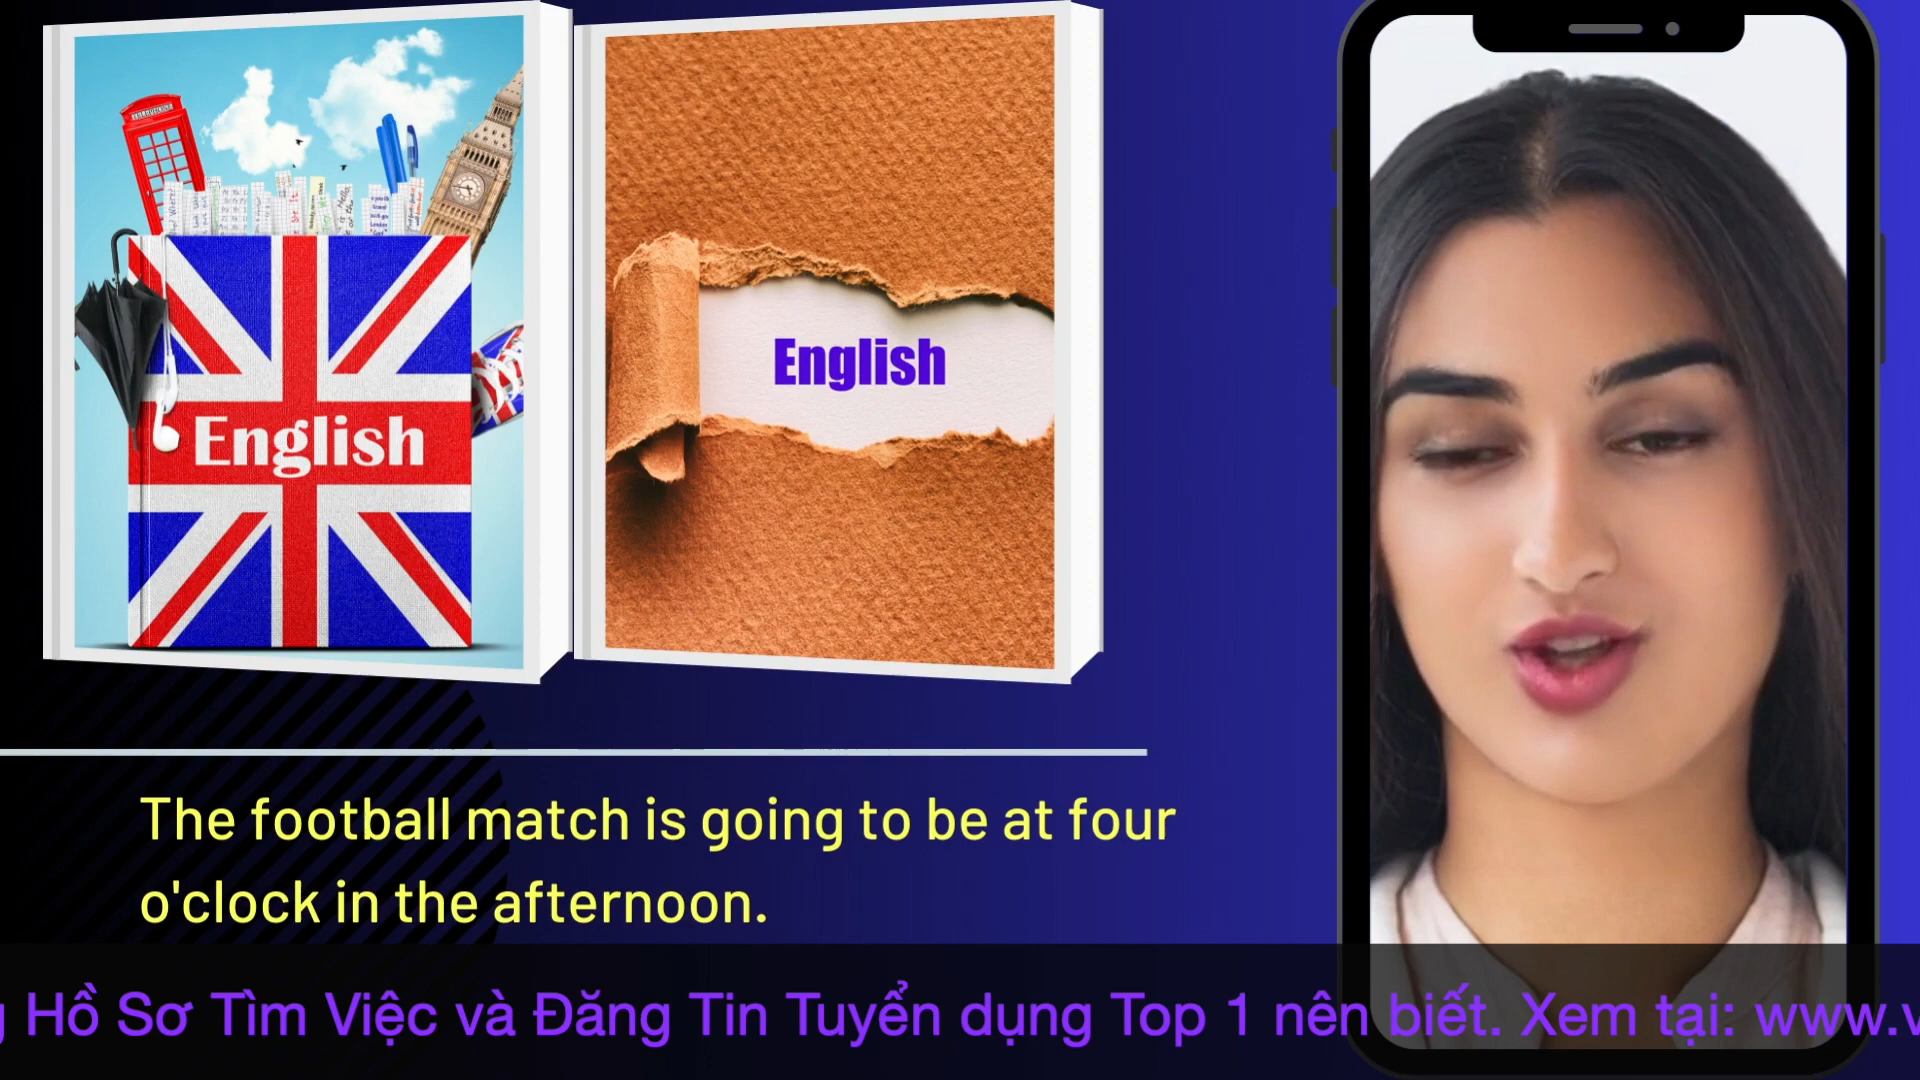 TELEPHONE
English
English
The football match is going to be at four
o'clock in the afternoon.
Hồ Sơ Tìm Việc và Đăng Tin Tuyển dụng Top 1 nên biết. Xem tại: www.v